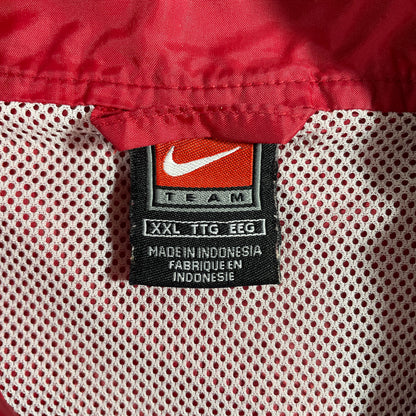 TEAM
XXL TTG EEG
MADE IN INDONESIA
FABRIQUE EN
INDONESIE